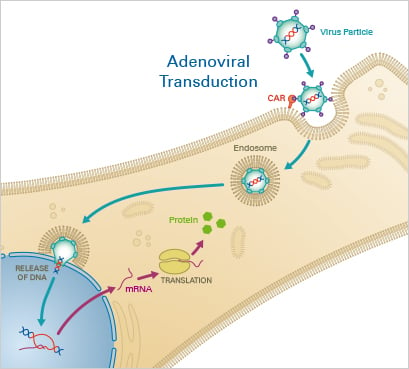 Virus Particle
Adenoviral
Transduction
CAR
Endosome
Protein
RELEASE
OF DNA
mRNA
TRANSLATION